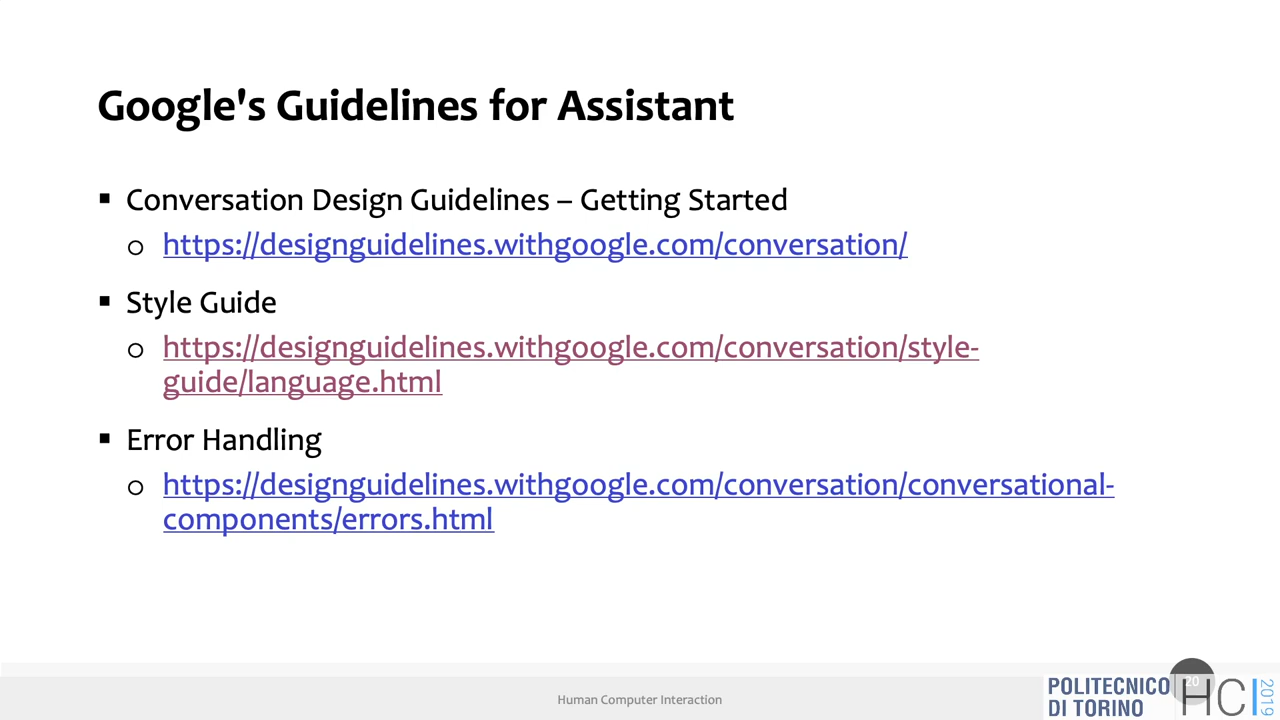 Google's Guidelines for Assistant
▪ Conversation Design Guidelines – Getting Started
o https://designguidelines.withgoogle.com/conversation/
▪ Style Guide
o https://designguidelines.withgoogle.com/conversation/style-
guide/language.html
▪ Error Handling
o https://designguidelines.withgoogle.com/conversation/conversational-
components/errors.html
Human Computer Interaction
20
POLITECNICO
DI TORINO
HCI
2019